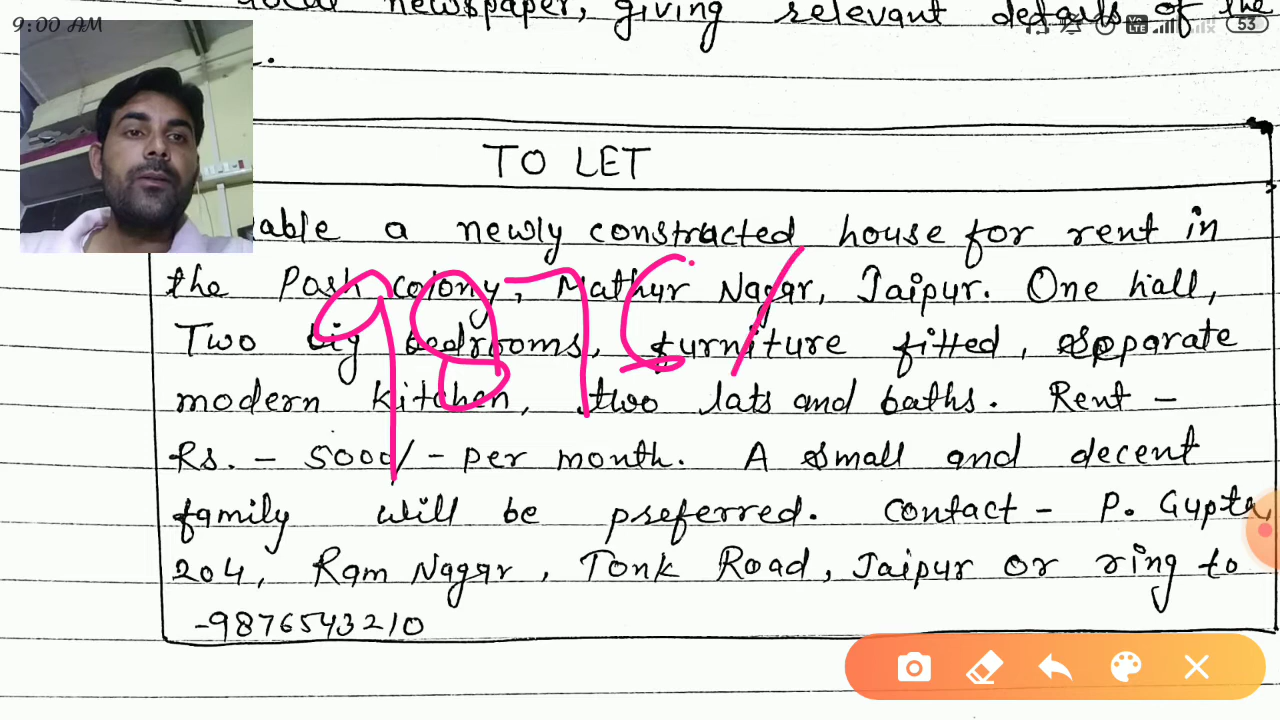 newspaper, giving relevant details of the
9:00 AM
53
TO LET
able a newly constructed house for rent in
the Posh colony, Mathur Nagar, Jaipur. One hall,
Two big bedrooms, furniture fitted, separate
modern kitchen, two lats and baths. Rent -
Rs. - 5000/- per month. A small and decent
family will be preferred. Contact - P. Gupta,
204, Ram Nagar, Tonk Road, Jaipur or ring to
-9876543210
9876/